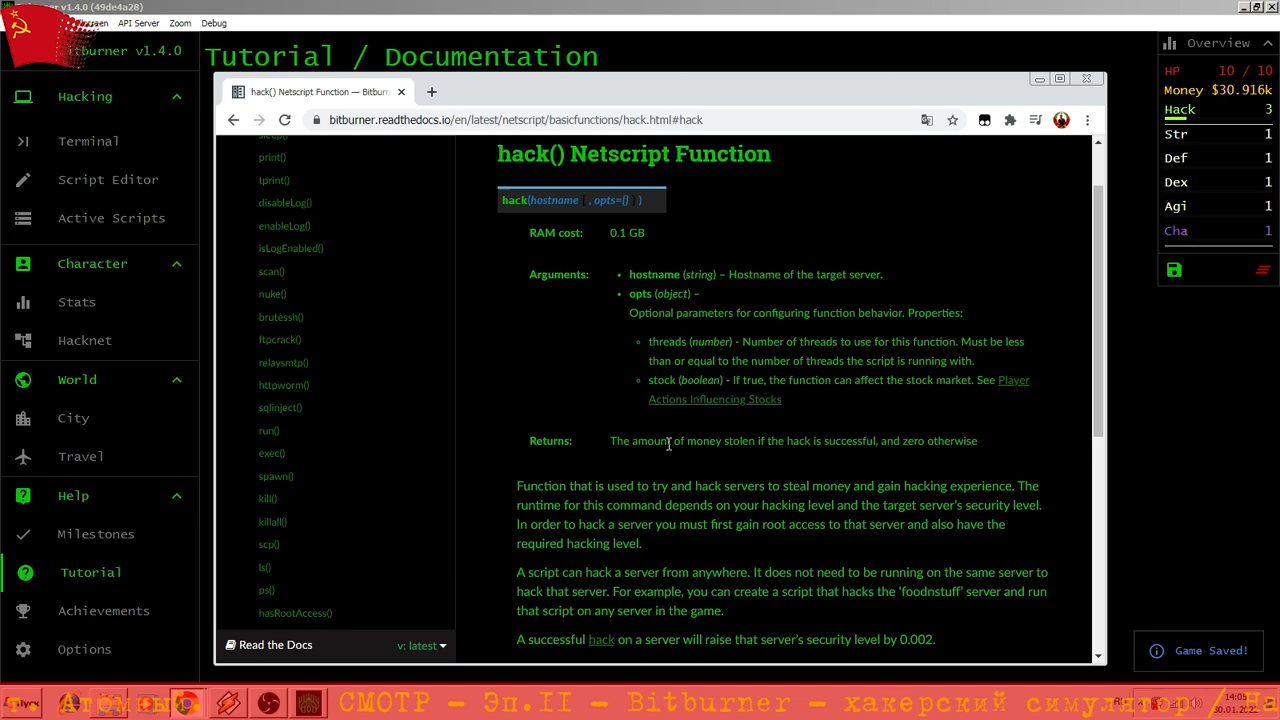 v1.4.0 (49de4a28)
API Server
Zoom
Debug
Bitburner v1.4.0
Hacking
Terminal
Script Editor
Active Scripts
Character
Stats
Hacknet
World
City
Travel
Help
Milestones
Tutorial
Achievements
Options
Tutorial / Documentation
hack() Netscript Function — Bitburn
bitburner.readthedocs.io/en/latest/netscript/basicfunctions/hack.html#hack
sleep()
print()
tprint()
disableLog()
enableLog()
isLogEnabled()
scan()
nuke()
brutessh()
ftpcrack()
relaysmtp()
httpworm()
sqlinject()
run()
exec()
spawn()
kill()
killall()
scp()
ls()
ps()
hasRootAccess()
Read the Docs
v: latest
hack() Netscript Function
hack(hostname[, opts={}])
RAM cost: 0.1 GB
Arguments:
• hostname (string) – Hostname of the target server.
• opts (object) –
Optional parameters for configuring function behavior. Properties:
◦ threads (number) - Number of threads to use for this function. Must be less
than or equal to the number of threads the script is running with.
◦ stock (boolean) - If true, the function can affect the stock market. See Player
Actions Influencing Stocks
Returns: The amount of money stolen if the hack is successful, and zero otherwise
Function that is used to try and hack servers to steal money and gain hacking experience. The
runtime for this command depends on your hacking level and the target server's security level.
In order to hack a server you must first gain root access to that server and also have the
required hacking level.
A script can hack a server from anywhere. It does not need to be running on the same server to
hack that server. For example, you can create a script that hacks the 'foodnstuff' server and run
that script on any server in the game.
A successful hack on a server will raise that server's security level by 0.002.
Overview
HP 10 / 10
Money $30.916k
Hack 3
Str 1
Def 1
Dex 1
Agi 1
Cha 1
Game Saved!
т. Атомный. СМОТР – Эп.II – Bitburner – хакерский симулятор / На
14:05